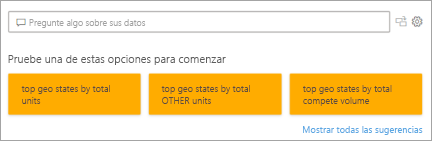 Pregunte algo sobre sus datos
Pruebe una de estas opciones para comenzar
top geo states by total
units
top geo states by total
OTHER units
top geo states by total
compete volume
Mostrar todas las sugerencias